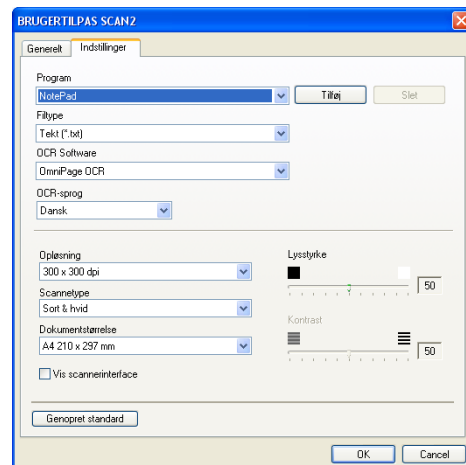 BRUGERTILPAS SCAN2
Generelt Indstillinger
Program
NotePad Tilføj Slet
Filtype
Tekt (*.txt)
OCR Software
OmniPage OCR
OCR-sprog
Dansk
Opløsning Lysstyrke
300 x 300 dpi 50
Scannetype
Sort & hvid Kontrast
Dokumentstørrelse
A4 210 x 297 mm 50
Vis scannerinterface
Genopret standard
OK Cancel